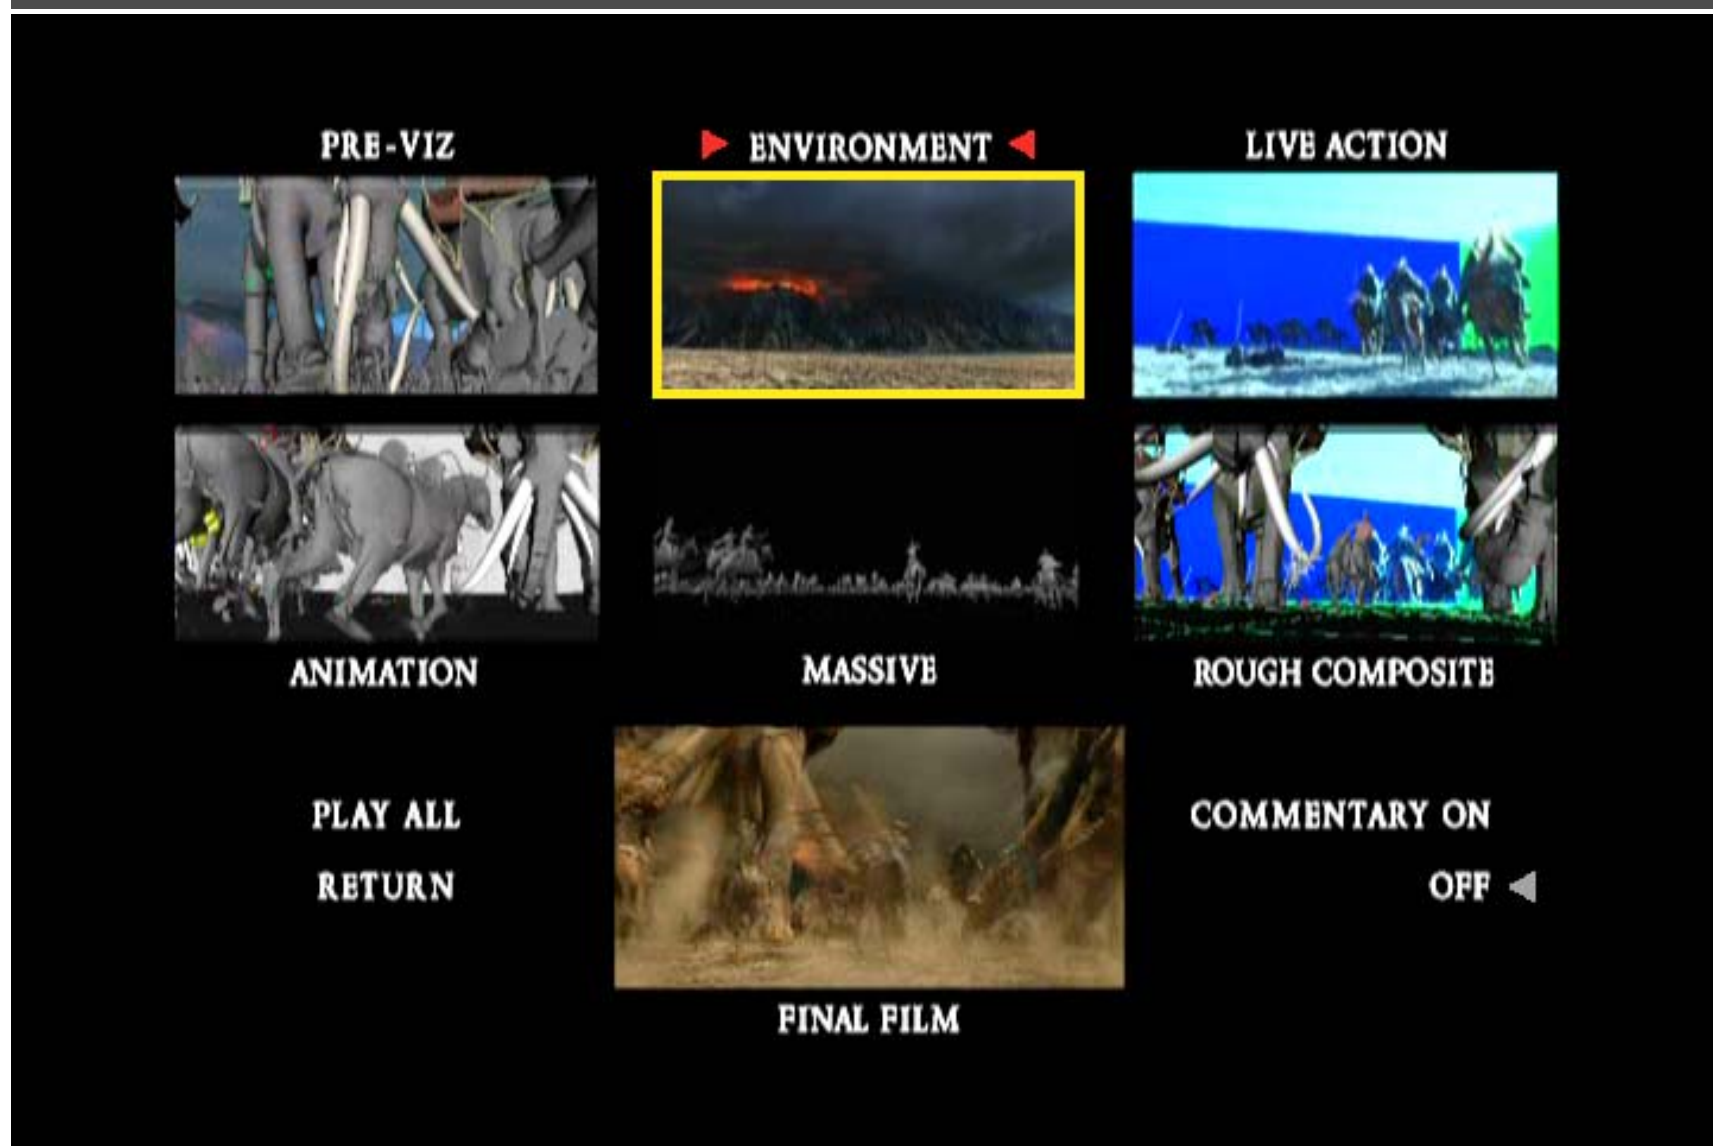 PRE-VIZ
ENVIRONMENT
LIVE ACTION
ANIMATION
MASSIVE
ROUGH COMPOSITE
PLAY ALL
COMMENTARY ON
RETURN
OFF
FINAL FILM